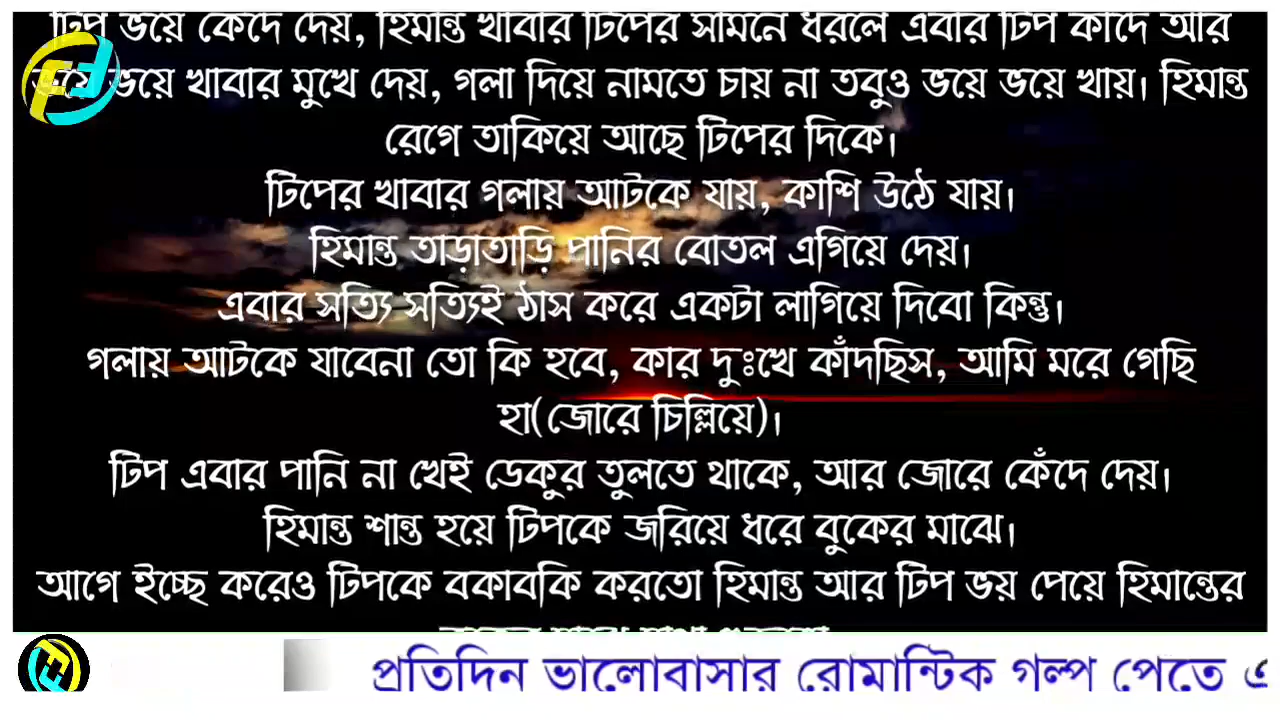 টিপ ভয়ে কেঁদে দেয়, হিমান্ত খাবার টিপের সামনে ধরলে এবার টিপ কাঁদে আর
ভয়ে ভয়ে খাবার মুখে দেয়, গলা দিয়ে নামতে চায় না তবুও ভয়ে ভয়ে খায়। হিমান্ত
রেগে তাকিয়ে আছে টিপের দিকে।
টিপের খাবার গলায় আটকে যায়, কাশি উঠে যায়।
হিমান্ত তাড়াতাড়ি পানির বোতল এগিয়ে দেয়।
এবার সত্যি সত্যিই ঠাস করে একটা লাগিয়ে দিবো কিন্তু।
গলায় আটকে যাবেনা তো কি হবে, কার দুঃখে কাঁদছিস, আমি মরে গেছি
হা(জোরে চিল্লিয়ে)।
টিপ এবার পানি না খেই ডেকুর তুলতে থাকে, আর জোরে কেঁদে দেয়।
হিমান্ত শান্ত হয়ে টিপকে জরিয়ে ধরে বুকের মাঝে।
আগে ইচ্ছে করেও টিপকে বকাবকি করতো হিমান্ত আর টিপ ভয় পেয়ে হিমান্তের
প্রতিদিন ভালোবাসার রোমান্টিক গল্প পেতে